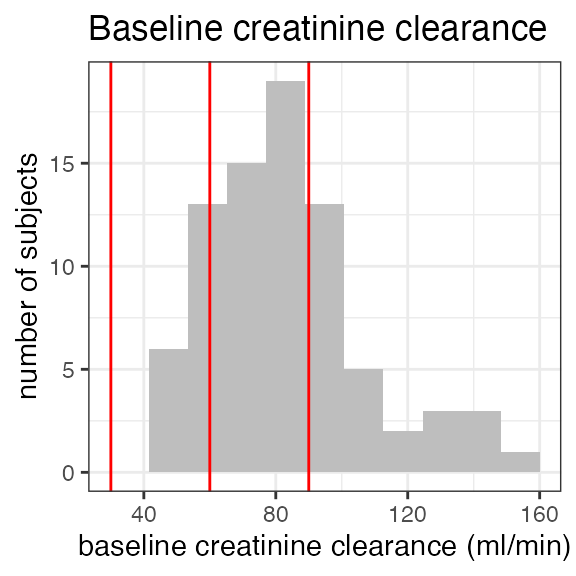 Baseline creatinine clearance
number of subjects
15
10
5
0
40 80 120 160
baseline creatinine clearance (ml/min)